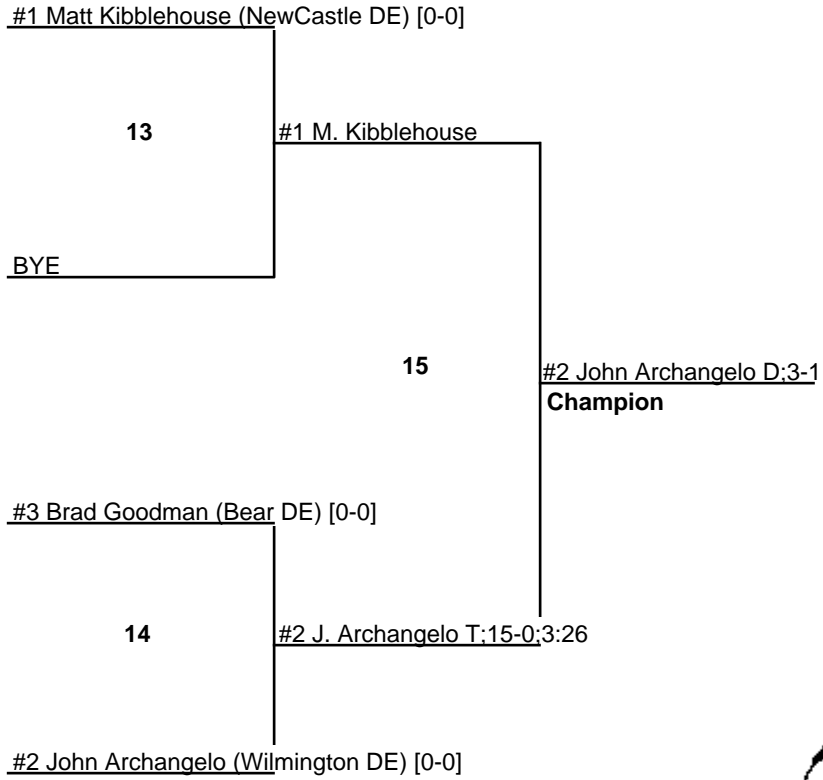 #1 Matt Kibblehouse (NewCastle DE) [0-0]
13
#1 M. Kibblehouse
BYE
15
#2 John Archangelo D;3-1
Champion
#3 Brad Goodman (Bear DE) [0-0]
14
#2 J. Archangelo T;15-0;3:26
#2 John Archangelo (Wilmington DE) [0-0]